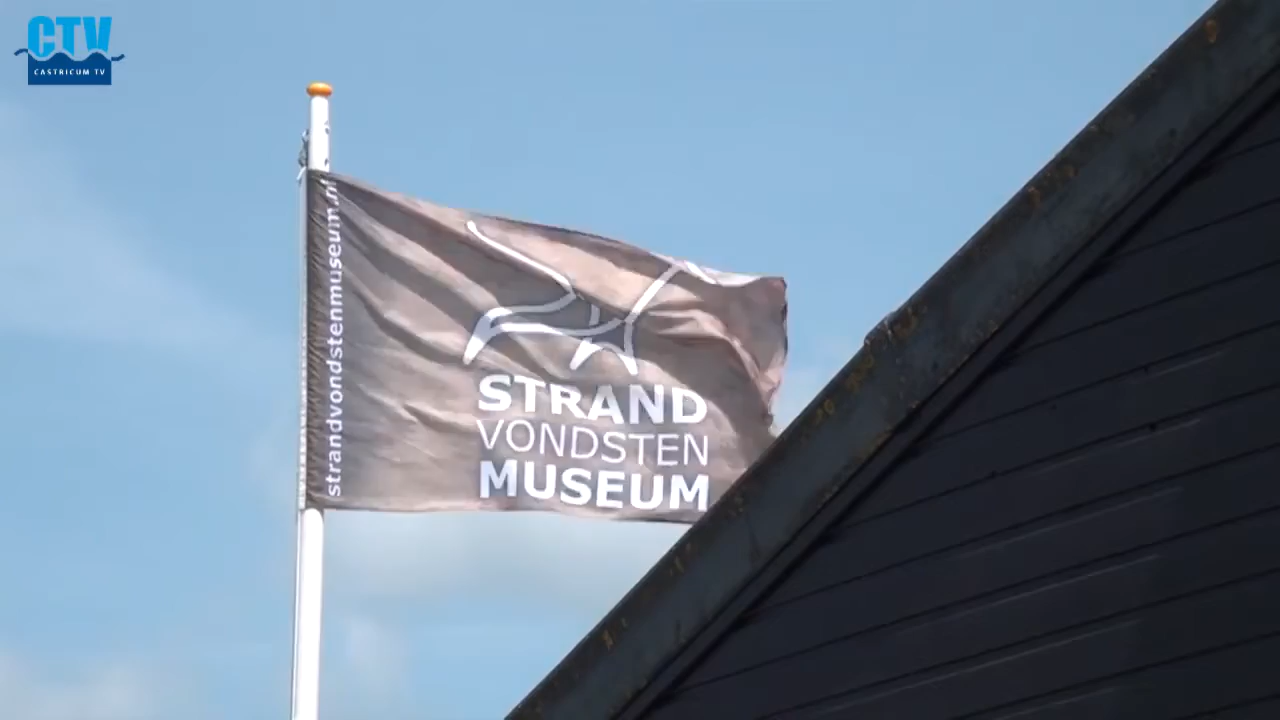 CTV
CASTRICUM TV
strandvondstenmuseum.nl
STRAND
VONDSTEN
MUSEUM